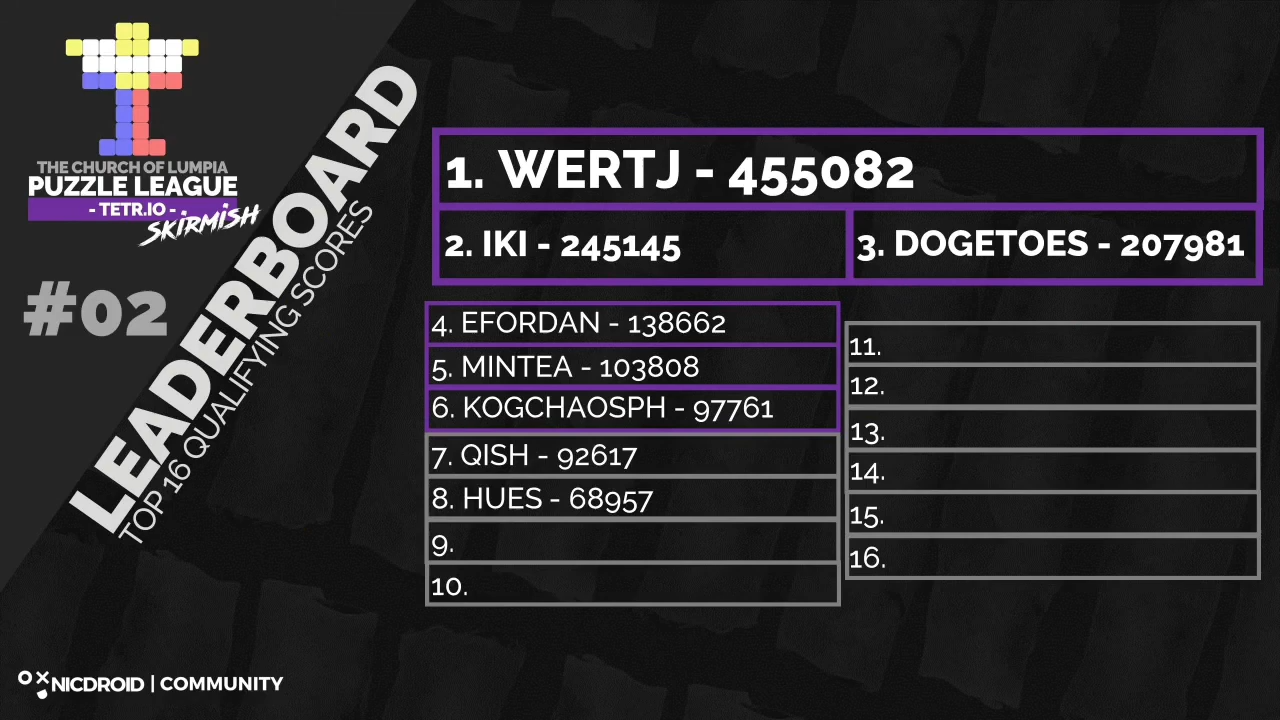 THE CHURCH OF LUMPIA
PUZZLE LEAGUE
- TETR.IO -
SKIRMISH
#02
LEADERBOARD
TOP 16 QUALIFYING SCORES
1. WERTJ - 455082
2. IKI - 245145
3. DOGETOES - 207981
4. EFORDAN - 138662
5. MINTEA - 103808
6. KOGCHAOSPH - 97761
7. QISH - 92617
8. HUES - 68957
9.
10.
11.
12.
13.
14.
15.
16.
NICDROID | COMMUNITY